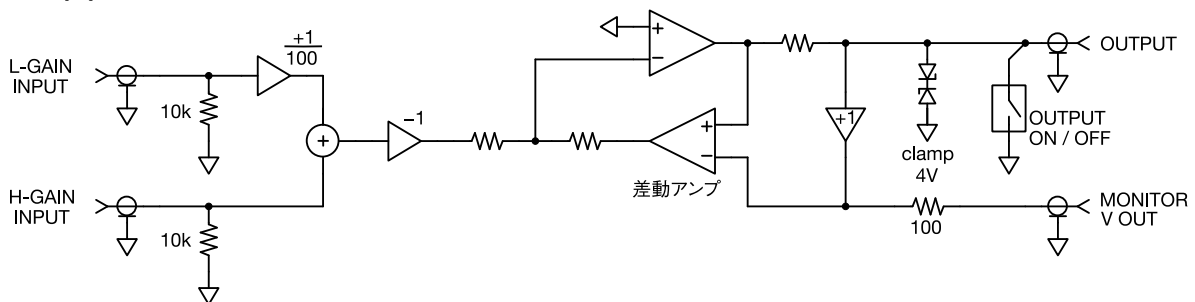 +1
100
L-GAIN
INPUT
10k
+
-1
H-GAIN
INPUT
10k
+
−
+
−
差動アンプ
+1
clamp
4V
OUTPUT
ON / OFF
OUTPUT
100
MONITOR
V OUT